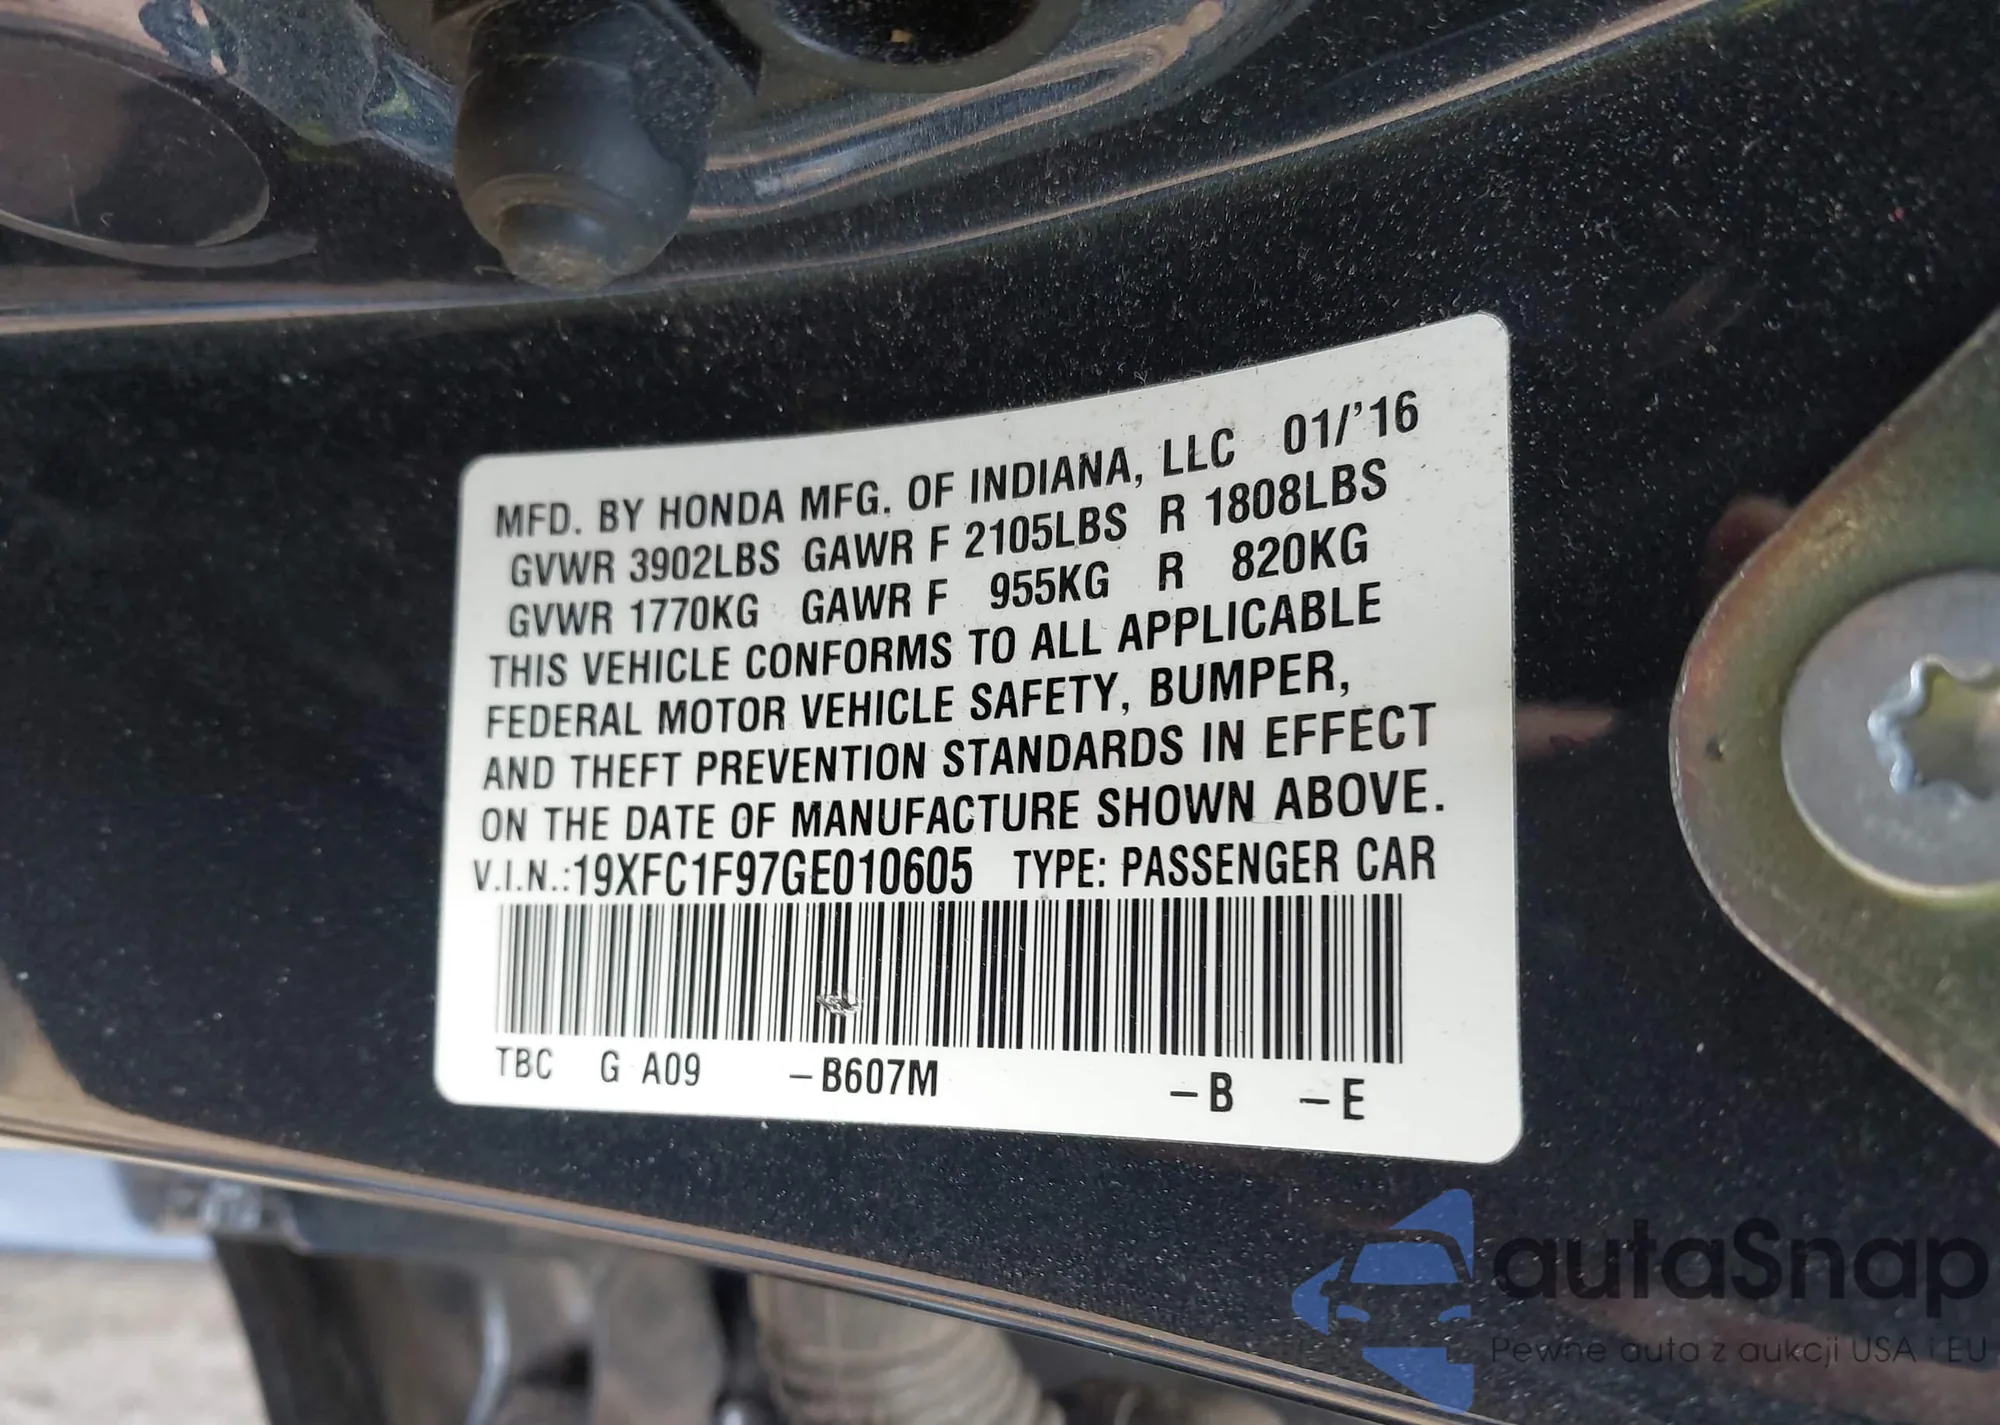 MFD. BY HONDA MFG. OF INDIANA, LLC 01/'16
GVWR 3902LBS GAWR F 2105LBS R 1808LBS
GVWR 1770KG GAWR F 955KG R 820KG
THIS VEHICLE CONFORMS TO ALL APPLICABLE
FEDERAL MOTOR VEHICLE SAFETY, BUMPER,
AND THEFT PREVENTION STANDARDS IN EFFECT
ON THE DATE OF MANUFACTURE SHOWN ABOVE.
V.I.N.:19XFC1F97GE010605 TYPE: PASSENGER CAR
TBC G A09 –B607M –B –E
autaSnap
Pewne auta z aukcji USA i EU